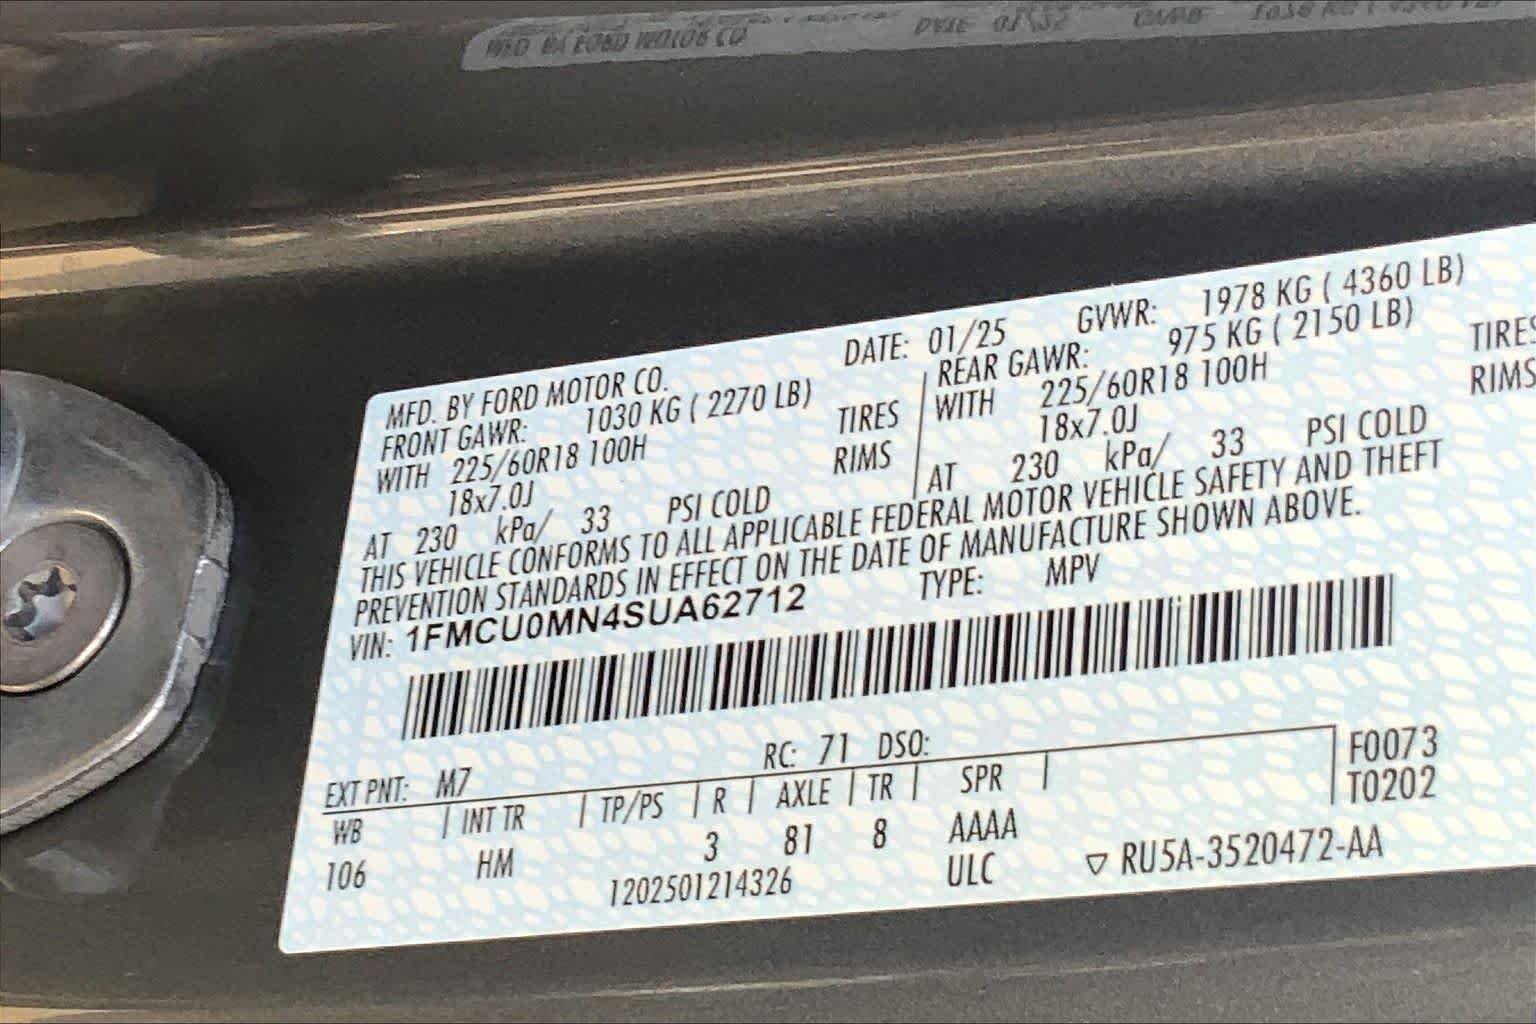 MFD. BY FORD MOTOR CO.
DATE: 01/25 GVWR: 1978 KG ( 4360 LB)
FRONT GAWR: 1030 KG ( 2270 LB) REAR GAWR: 975 KG ( 2150 LB)
WITH 225/60R18 100H TIRES WITH 225/60R18 100H TIRES
18x7.0J RIMS 18x7.0J RIMS
AT 230 kPa/ 33 PSI COLD AT 230 kPa/ 33 PSI COLD
THIS VEHICLE CONFORMS TO ALL APPLICABLE FEDERAL MOTOR VEHICLE SAFETY AND THEFT
PREVENTION STANDARDS IN EFFECT ON THE DATE OF MANUFACTURE SHOWN ABOVE.
VIN: 1FMCU0MN4SUA62712 TYPE: MPV
EXT PNT: M7 RC: 71 DSO: F0073
WB INT TR TP/PS R AXLE TR SPR T0202
106 HM 3 81 8 AAAA
1202501214326 ULC ▽ RU5A-3520472-AA